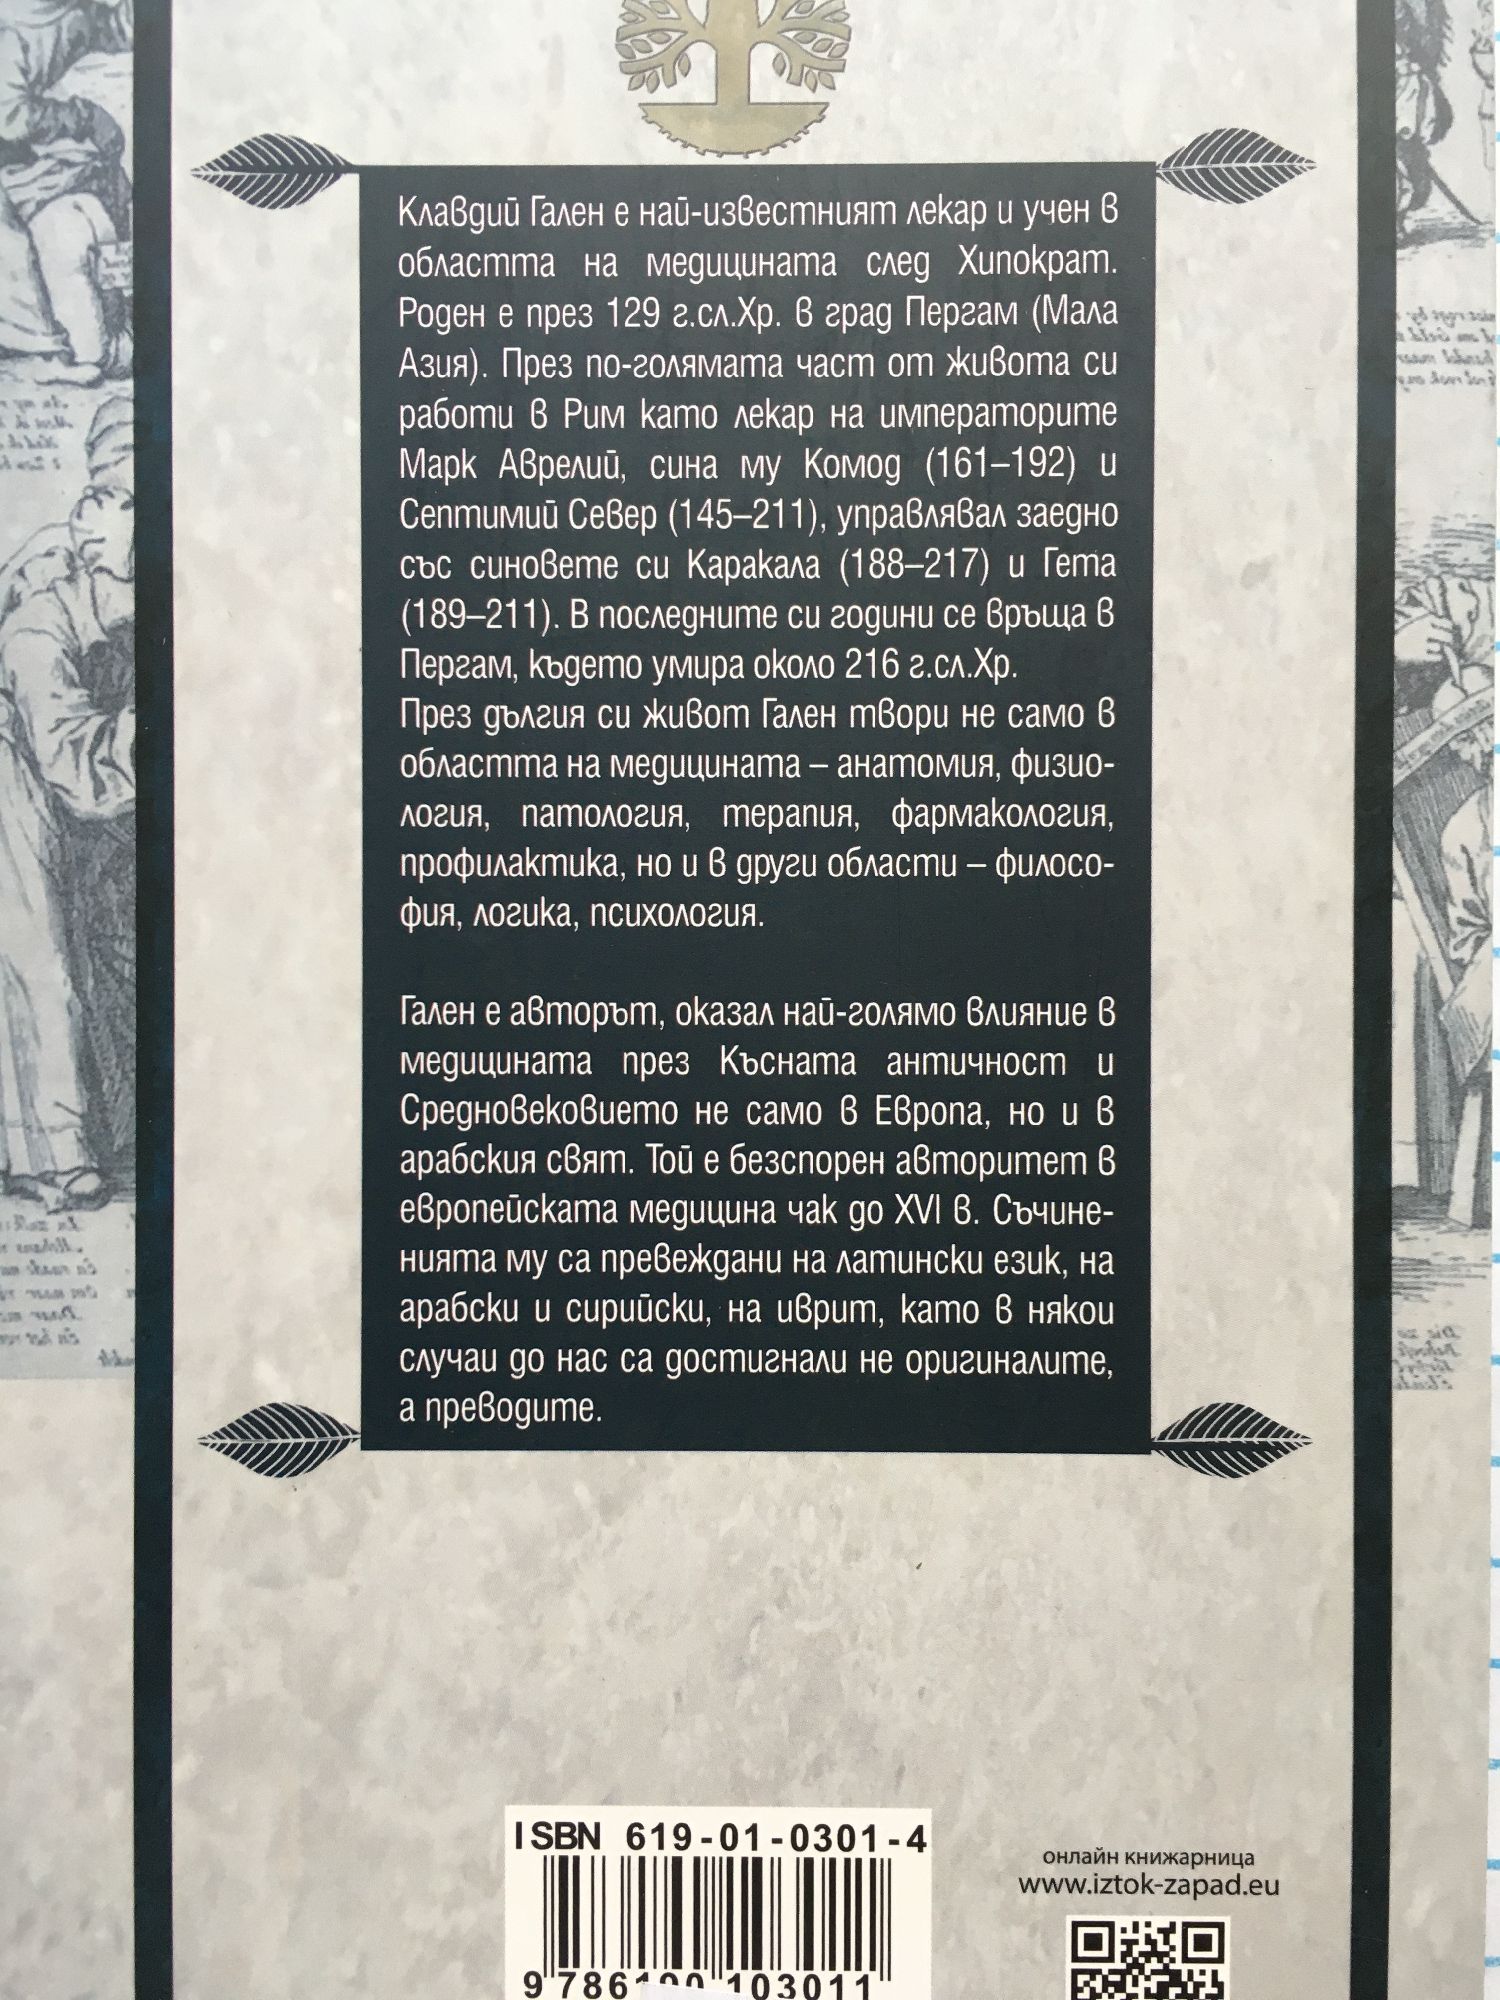 Клавдий Гален е най-известният лекар и учен в
областта на медицината след Хипократ.
Роден е през 129 г.сл.Хр. в град Пергам (Мала
Азия). През по-голямата част от живота си
работи в Рим като лекар на императорите
Марк Аврелий, сина му Комод (161–192) и
Септимий Север (145–211), управлявал заедно
със синовете си Каракала (188–217) и Гета
(189–211). В последните си години се връща в
Пергам, където умира около 216 г.сл.Хр.
През дългия си живот Гален твори не само в
областта на медицината – анатомия, физио-
логия, патология, терапия, фармакология,
профилактика, но и в други области – филосо-
фия, логика, психология.
Гален е авторът, оказал най-голямо влияние в
медицината през Късната античност и
Средновековието не само в Европа, но и в
арабския свят. Той е безспорен авторитет в
европейската медицина чак до XVI в. Съчине-
нията му са превеждани на латински език, на
арабски и сирийски, на иврит, като в някои
случаи до нас са достигнали не оригиналите,
а преводите.
ISBN 619-01-0301-4
онлайн книжарница
www.iztok-zapad.eu
103011